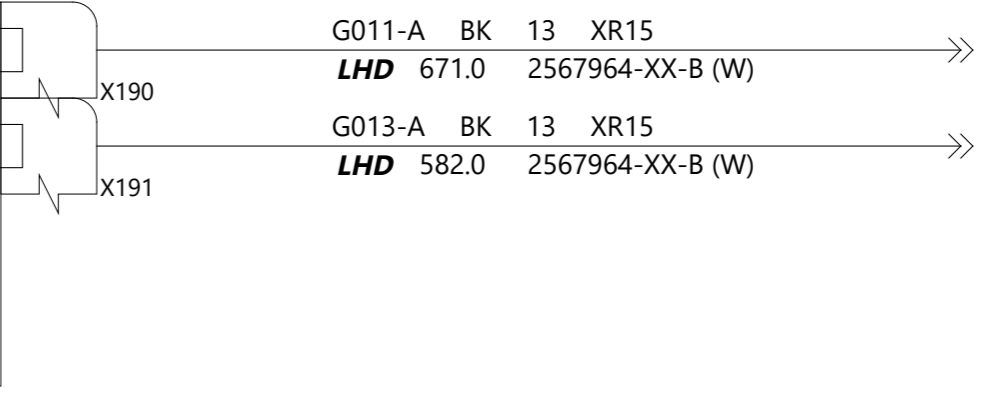 G011-A BK 13 XR15
LHD 671.0 2567964-XX-B (W)
X190
G013-A BK 13 XR15
LHD 582.0 2567964-XX-B (W)
X191